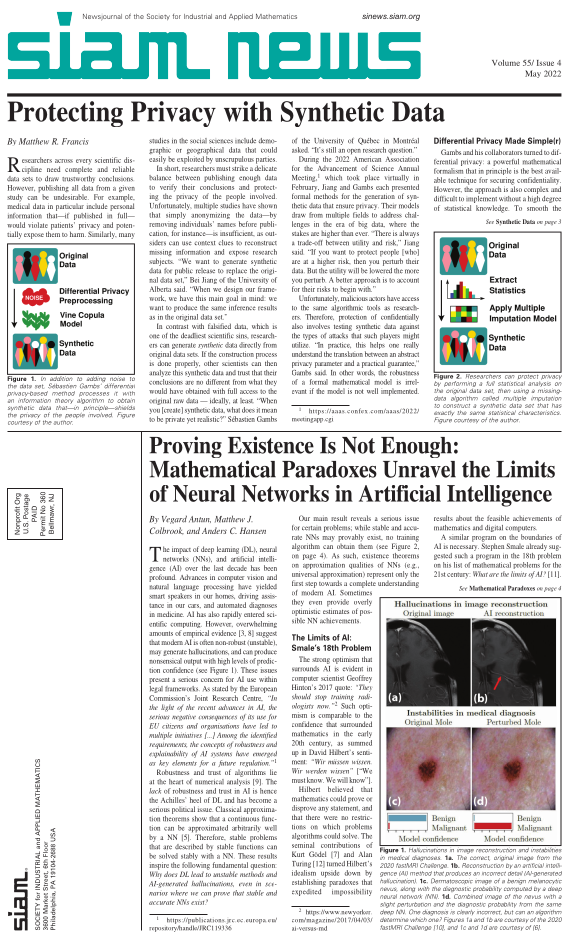 Newsjournal of the Society for Industrial and Applied Mathematics
sinews.siam.org
siam news
Volume 55/ Issue 4
May 2022
Protecting Privacy with Synthetic Data
By Matthew R. Francis
Researchers across every scientific dis-
cipline need complete and reliable
data sets to draw trustworthy conclusions.
However, publishing all data from a given
study can be undesirable. For example,
medical data in particular include personal
information that—if published in full—
would violate patients' privacy and poten-
tially expose them to harm. Similarly, many
Original
Data
NOISE
Differential Privacy
Preprocessing
Vine Copula
Model
Synthetic
Data
Figure 1. In addition to adding noise to
the data set, Sébastien Gambs' differential
privacy-based method processes it with
an information theory algorithm to obtain
synthetic data that—in principle—shields
the privacy of the people involved. Figure
courtesy of the author.
studies in the social sciences include demo-
graphic or geographical data that could
easily be exploited by unscrupulous parties.
In short, researchers must strike a delicate
balance between publishing enough data
to verify their conclusions and protect-
ing the privacy of the people involved.
Unfortunately, multiple studies have shown
that simply anonymizing the data—by
removing individuals' names before publi-
cation, for instance—is insufficient, as out-
siders can use context clues to reconstruct
missing information and expose research
subjects. "We want to generate synthetic
data for public release to replace the origi-
nal data set," Bei Jiang of the University of
Alberta said. "When we design our frame-
work, we have this main goal in mind: we
want to produce the same inference results
as in the original data set."
In contrast with falsified data, which is
one of the deadliest scientific sins, research-
ers can generate synthetic data directly from
original data sets. If the construction process
is done properly, other scientists can then
analyze this synthetic data and trust that their
conclusions are no different from what they
would have obtained with full access to the
original raw data — ideally, at least. "When
you [create] synthetic data, what does it mean
to be private yet realistic?" Sébastien Gambs
of the University of Québec in Montréal
asked. "It's still an open research question."
During the 2022 American Association
for the Advancement of Science Annual
Meeting,1 which took place virtually in
February, Jiang and Gambs each presented
formal methods for the generation of syn-
thetic data that ensure privacy. Their models
draw from multiple fields to address chal-
lenges in the era of big data, where the
stakes are higher than ever. "There is always
a trade-off between utility and risk," Jiang
said. "If you want to protect people [who]
are at a higher risk, then you perturb their
data. But the utility will be lowered the more
you perturb. A better approach is to account
for their risks to begin with."
Unfortunately, malicious actors have access
to the same algorithmic tools as research-
ers. Therefore, protection of confidentially
also involves testing synthetic data against
the types of attacks that such players might
utilize. "In practice, this helps one really
understand the translation between an abstract
privacy parameter and a practical guarantee,"
Gambs said. In other words, the robustness
of a formal mathematical model is irrel-
evant if the model is not well implemented.
1 https://aaas.confex.com/aaas/2022/
meetingapp.cgi
Differential Privacy Made Simple(r)
Gambs and his collaborators turned to dif-
ferential privacy: a powerful mathematical
formalism that in principle is the best avail-
able technique for securing confidentiality.
However, the approach is also complex and
difficult to implement without a high degree
of statistical knowledge. To smooth the
See Synthetic Data on page 3
Original
Data
Extract
Statistics
Apply Multiple
Imputation Model
Synthetic
Data
Figure 2. Researchers can protect privacy
by performing a full statistical analysis on
the original data set, then using a missing-
data algorithm called multiple imputation
to construct a synthetic data set that has
exactly the same statistical characteristics.
Figure courtesy of the author.
Nonprofit Org
U.S. Postage
PAID
Permit No 360
Bellmawr, NJ
siam
SOCIETY for INDUSTRIAL and APPLIED MATHEMATICS
3600 Market Street, 6th Floor
Philadelphia, PA 19104-2688 USA
Proving Existence Is Not Enough:
Mathematical Paradoxes Unravel the Limits
of Neural Networks in Artificial Intelligence
By Vegard Antun, Matthew J.
Colbrook, and Anders C. Hansen
The impact of deep learning (DL), neural
networks (NNs), and artificial intelli-
gence (AI) over the last decade has been
profound. Advances in computer vision and
natural language processing have yielded
smart speakers in our homes, driving assis-
tance in our cars, and automated diagnoses
in medicine. AI has also rapidly entered sci-
entific computing. However, overwhelming
amounts of empirical evidence [3, 8] suggest
that modern AI is often non-robust (unstable),
may generate hallucinations, and can produce
nonsensical output with high levels of predic-
tion confidence (see Figure 1). These issues
present a serious concern for AI use within
legal frameworks. As stated by the European
Commission's Joint Research Centre, "In
the light of the recent advances in AI, the
serious negative consequences of its use for
EU citizens and organisations have led to
multiple initiatives [...] Among the identified
requirements, the concepts of robustness and
explainability of AI systems have emerged
as key elements for a future regulation."1
Robustness and trust of algorithms lie
at the heart of numerical analysis [9]. The
lack of robustness and trust in AI is hence
the Achilles' heel of DL and has become a
serious political issue. Classical approxima-
tion theorems show that a continuous func-
tion can be approximated arbitrarily well
by a NN [5]. Therefore, stable problems
that are described by stable functions can
be solved stably with a NN. These results
inspire the following fundamental question:
Why does DL lead to unstable methods and
AI-generated hallucinations, even in sce-
narios where we can prove that stable and
accurate NNs exist?
1 https://publications.jrc.ec.europa.eu/
repository/handle/JRC119336
Our main result reveals a serious issue
for certain problems; while stable and accu-
rate NNs may provably exist, no training
algorithm can obtain them (see Figure 2,
on page 4). As such, existence theorems
on approximation qualities of NNs (e.g.,
universal approximation) represent only the
first step towards a complete understanding
of modern AI. Sometimes
they even provide overly
optimistic estimates of pos-
sible NN achievements.
The Limits of AI:
Smale's 18th Problem
The strong optimism that
surrounds AI is evident in
computer scientist Geoffrey
Hinton's 2017 quote: "They
should stop training radi-
ologists now."2 Such opti-
mism is comparable to the
confidence that surrounded
mathematics in the early
20th century, as summed
up in David Hilbert's senti-
ment: "Wir müssen wissen.
Wir werden wissen" ["We
must know. We will know"].
Hilbert believed that
mathematics could prove or
disprove any statement, and
that there were no restric-
tions on which problems
algorithms could solve. The
seminal contributions of
Kurt Gödel [7] and Alan
Turing [12] turned Hilbert's
idealism upside down by
establishing paradoxes that
expedited impossibility
2 https://www.newyorker.
com/magazine/2017/04/03/
ai-versus-md
results about the feasible achievements of
mathematics and digital computers.
A similar program on the boundaries of
AI is necessary. Stephen Smale already sug-
gested such a program in the 18th problem
on his list of mathematical problems for the
21st century: What are the limits of AI? [11].
See Mathematical Paradoxes on page 4
Hallucinations in image reconstruction
Original image
AI reconstruction
(a)
(b)
Instabilities in medical diagnosis
Original Mole
Perturbed Mole
(c)
(d)
Benign
Malignant
Model confidence
Benign
Malignant
Model confidence
Figure 1. Hallucinations in image reconstruction and instabilities
in medical diagnoses. 1a. The correct, original image from the
2020 fastMRI Challenge. 1b. Reconstruction by an artificial intelli-
gence (AI) method that produces an incorrect detail (AI-generated
hallucination). 1c. Dermatoscopic image of a benign melanocytic
nevus, along with the diagnostic probability computed by a deep
neural network (NN). 1d. Combined image of the nevus with a
slight perturbation and the diagnostic probability from the same
deep NN. One diagnosis is clearly incorrect, but can an algorithm
determine which one? Figures 1a and 1b are courtesy of the 2020
fastMRI Challenge [10], and 1c and 1d are courtesy of [6].